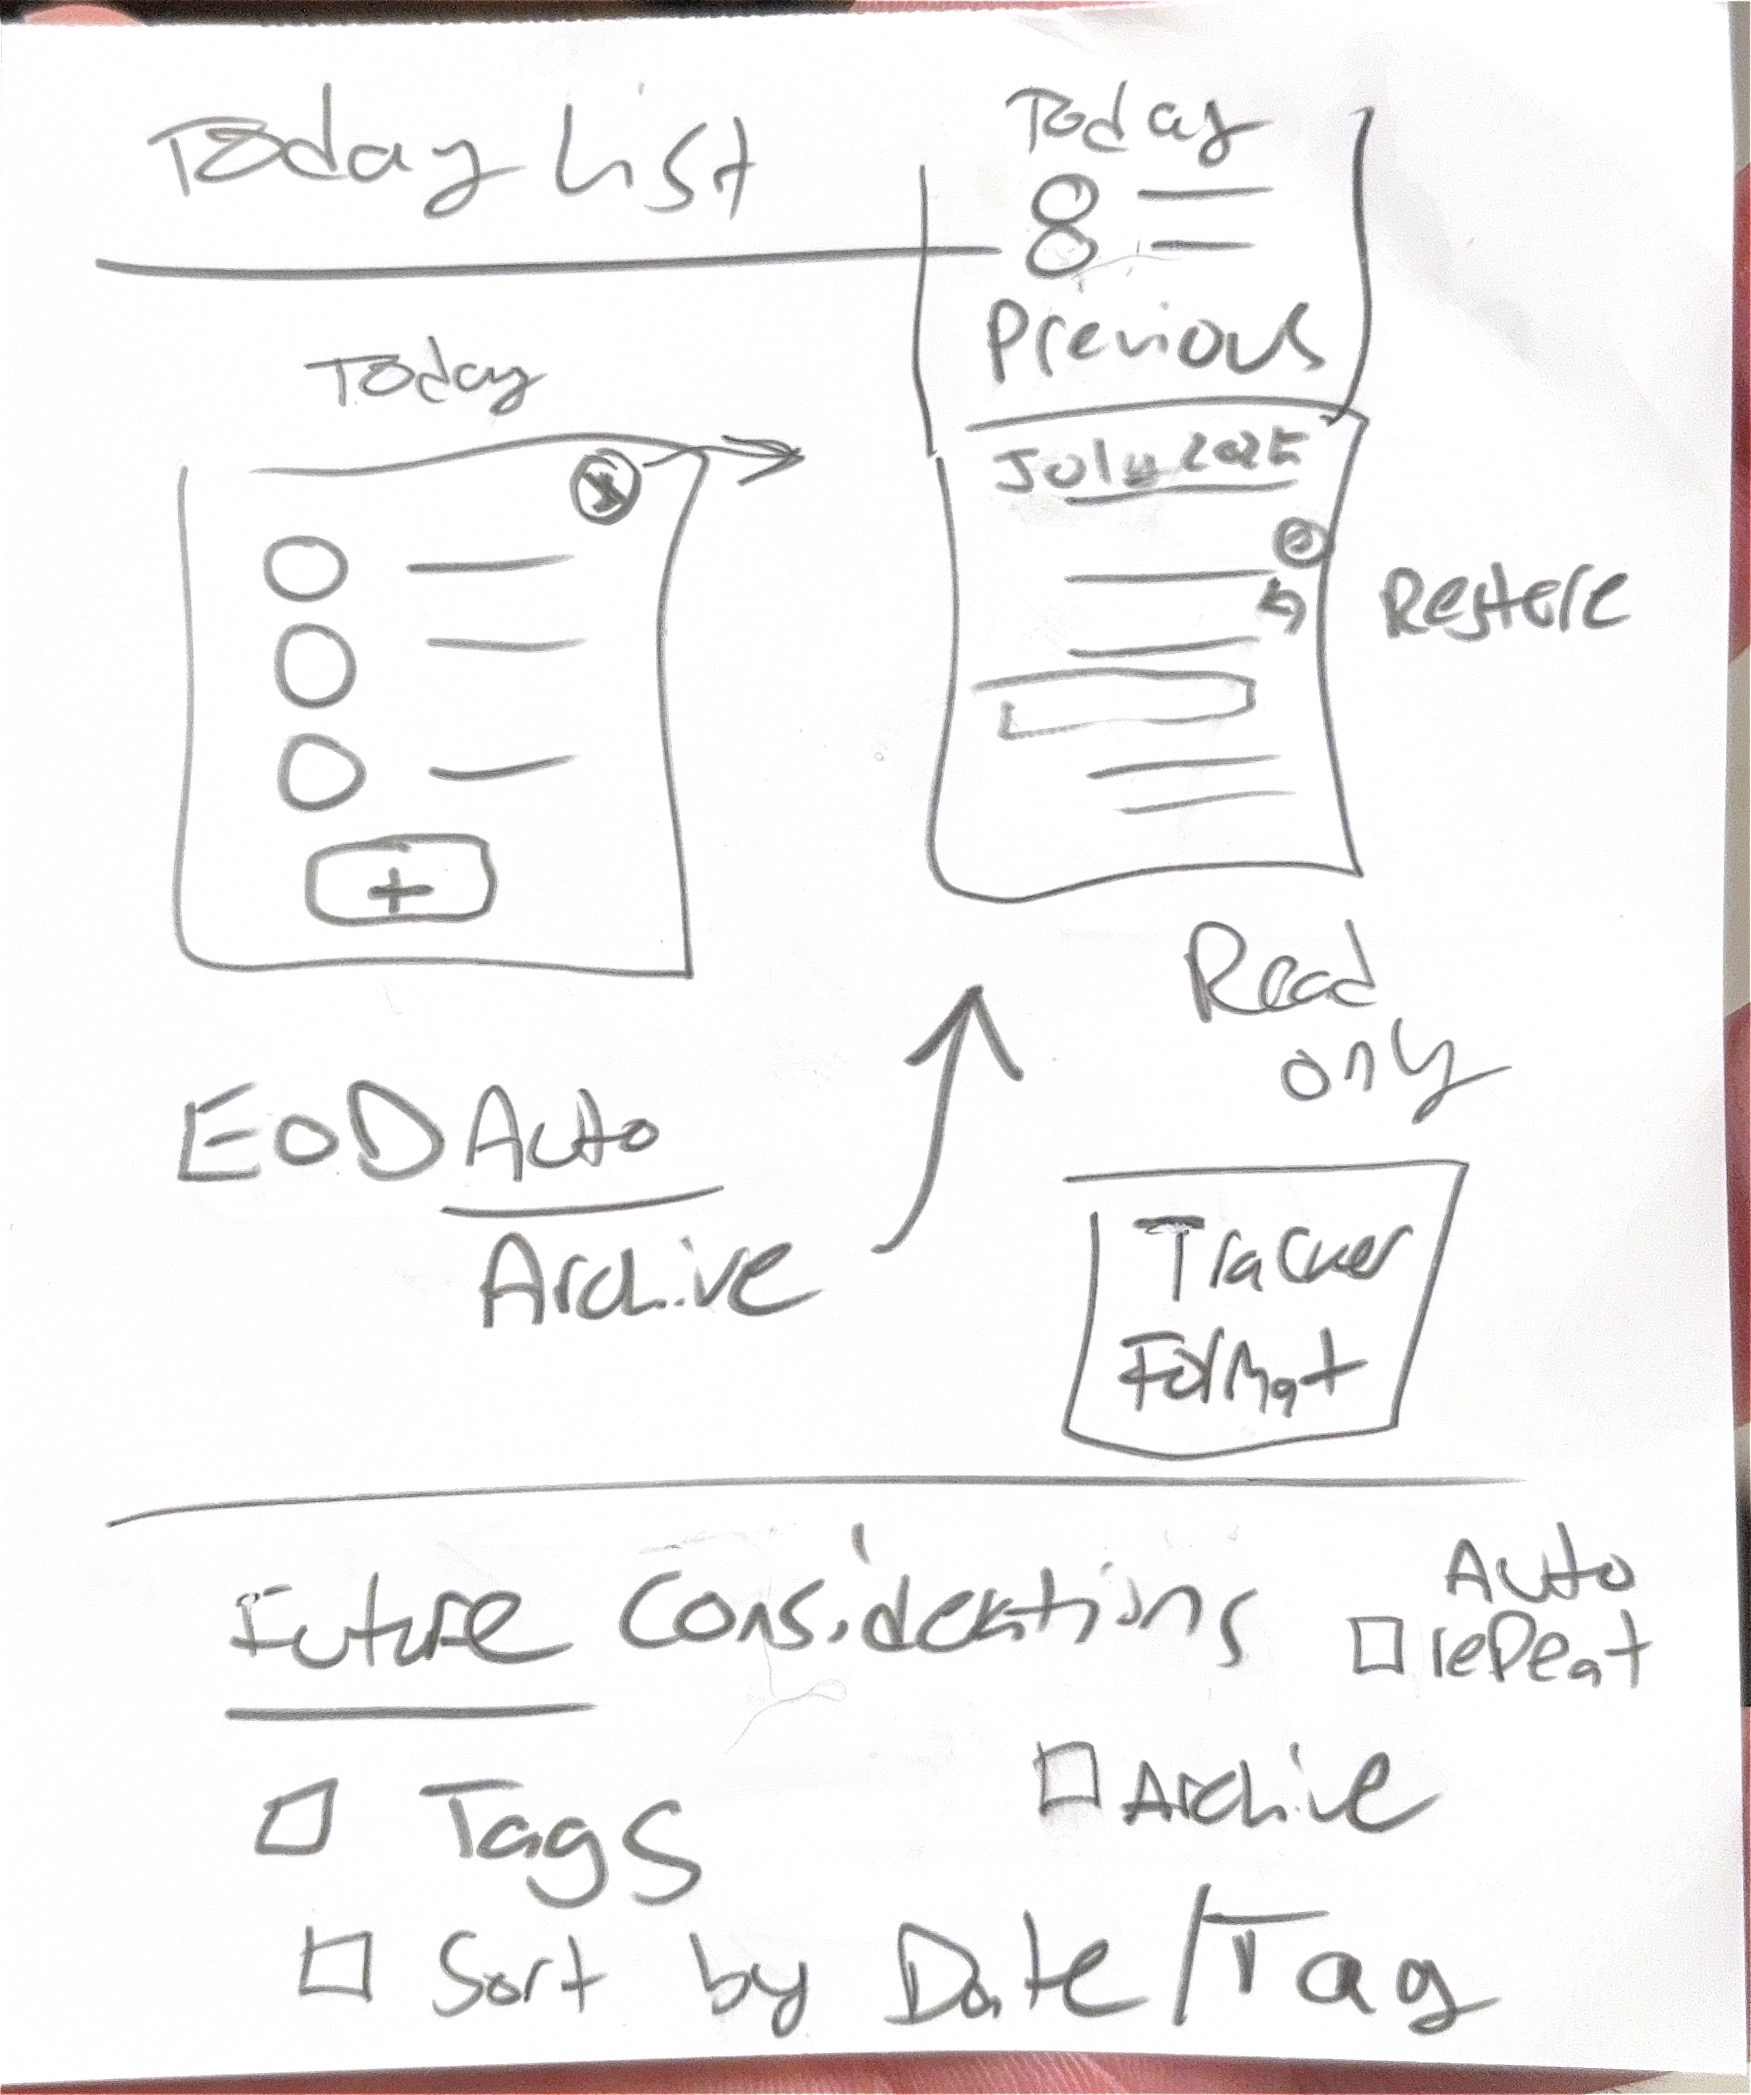 Today List
Today
Previous
July 2025
Restore
Read
only
Today
+
EOD Auto
Archive
Tracker
Format
Future Considerations
Auto
repeat
Tags
Archive
Sort by Date/Tag